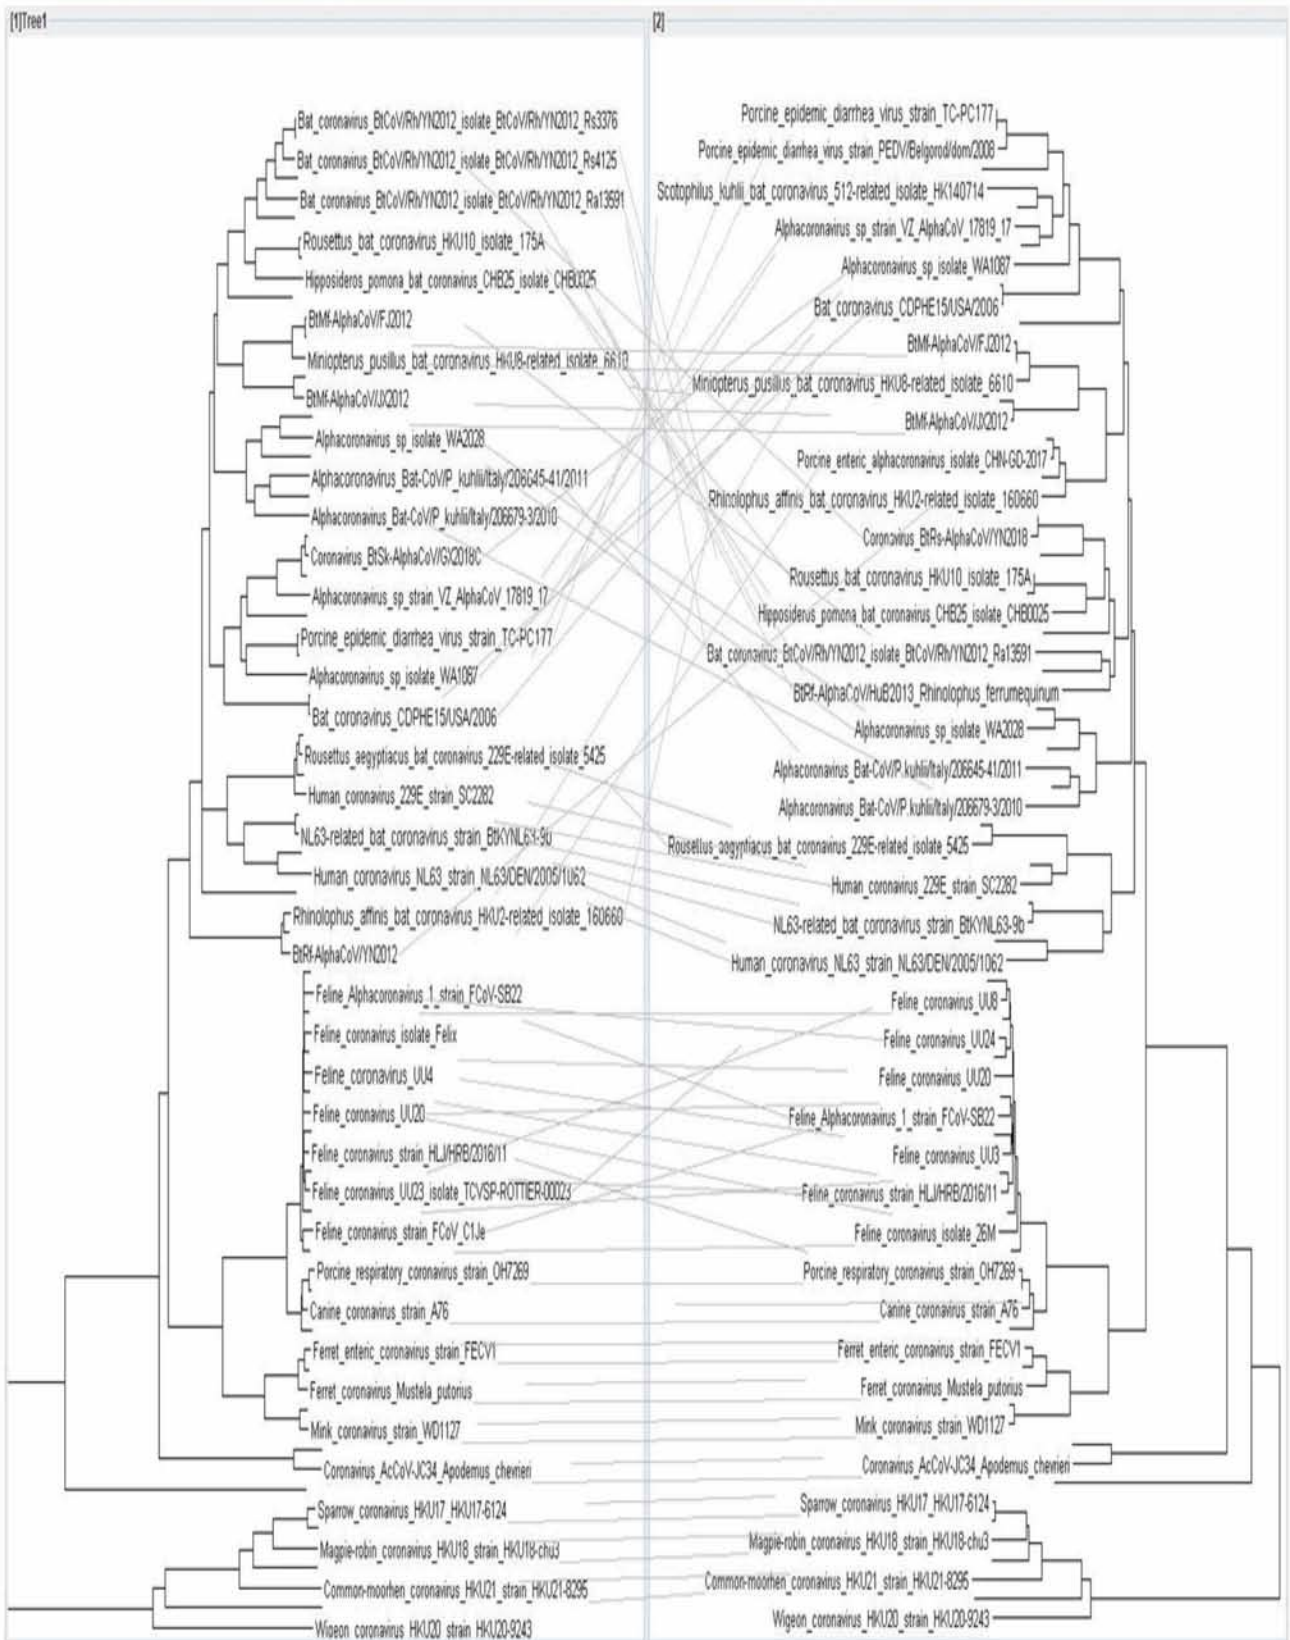 [1]Tree1
Bat_coronavirus_BtCoV/Rh/YN2012_isolate_BtCoV/Rh/YN2012_Rs3376
Bat_coronavirus_BtCoV/Rh/YN2012_isolate_BtCoV/Rh/YN2012_Rs4125
Bat_coronavirus_BtCoV/Rh/YN2012_isolate_BtCoV/Rh/YN2012_Ra13591
Rousettus_bat_coronavirus_HKU10_isolate_175A
Hipposideros_pomona_bat_coronavirus_CHB25_isolate_CHB0025
BtMf-AlphaCoV/FJ2012
Miniopterus_pusillus_bat_coronavirus_HKU8-related_isolate_6610
BtMf-AlphaCoV/JX2012
Alphacoronavirus_sp_isolate_WA2028
Alphacoronavirus_Bat-CoV/P_kuhlii/Italy/206645-41/2011
Alphacoronavirus_Bat-CoV/P_kuhlii/Italy/206679-3/2010
Coronavirus_BtSk-AlphaCoV/GX2018C
Alphacoronavirus_sp_strain_VZ_AlphaCoV_17819_17
Porcine_epidemic_diarrhea_virus_strain_TC-PC177
Alphacoronavirus_sp_isolate_WA1087
Bat_coronavirus_CDPHE15/USA/2006
Rousettus_aegyptiacus_bat_coronavirus_229E-related_isolate_5425
Human_coronavirus_229E_strain_SC2282
NL63-related_bat_coronavirus_strain_BtKYNL63-9b
Human_coronavirus_NL63_strain_NL63/DEN/2005/1062
Rhinolophus_affinis_bat_coronavirus_HKU2-related_isolate_160660
BtRf-AlphaCoV/YN2012
Feline_Alphacoronavirus_1_strain_FCoV-SB22
Feline_coronavirus_isolate_Felix
Feline_coronavirus_UU4
Feline_coronavirus_UU20
Feline_coronavirus_strain_HLJ/HRB/2016/11
Feline_coronavirus_UU23_isolate_TCVSP-ROTTIER-00023
Feline_coronavirus_strain_FCoV_C1Je
Porcine_respiratory_coronavirus_strain_OH7269
Canine_coronavirus_strain_A76
Ferret_enteric_coronavirus_strain_FECV1
Ferret_coronavirus_Mustela_putorius
Mink_coronavirus_strain_WD1127
Coronavirus_AcCoV-JC34_Apodemus_chevrieri
Sparrow_coronavirus_HKU17_HKU17-6124
Magpie-robin_coronavirus_HKU18_strain_HKU18-chu3
Common-moorhen_coronavirus_HKU21_strain_HKU21-8295
Wigeon_coronavirus_HKU20_strain_HKU20-9243
[2]
Porcine_epidemic_diarrhea_virus_strain_TC-PC177
Porcine_epidemic_diarrhea_virus_strain_PEDV/Belgorod/dom/2008
Scotophilus_kuhlii_bat_coronavirus_512-related_isolate_HK140714
Alphacoronavirus_sp_strain_VZ_AlphaCoV_17819_17
Alphacoronavirus_sp_isolate_WA1087
Bat_coronavirus_CDPHE15/USA/2006
BtMf-AlphaCoV/FJ2012
Miniopterus_pusillus_bat_coronavirus_HKU8-related_isolate_6610
BtMf-AlphaCoV/JX2012
Porcine_enteric_alphacoronavirus_isolate_CHN-GD-2017
Rhinolophus_affinis_bat_coronavirus_HKU2-related_isolate_160660
Coronavirus_BtRs-AlphaCoV/YN2018
Rousettus_bat_coronavirus_HKU10_isolate_175A
Hipposiderus_pomona_bat_coronavirus_CHB25_isolate_CHB0025
Bat_coronavirus_BtCoV/Rh/YN2012_isolate_BtCoV/Rh/YN2012_Ra13591
BtRf-AlphaCoV/HuB2013_Rhinolophus_ferrumequinum
Alphacoronavirus_sp_isolate_WA2028
Alphacoronavirus_Bat-CoV/P.kuhlii/Italy/206645-41/2011
Alphacoronavirus_Bat-CoV/P.kuhlii/Italy/206679-3/2010
Rousettus_aegyptiacus_bat_coronavirus_229E-related_isolate_5425
Human_coronavirus_229E_strain_SC2282
NL63-related_bat_coronavirus_strain_BtKYNL63-9b
Human_coronavirus_NL63_strain_NL63/DEN/2005/1062
Feline_coronavirus_UU8
Feline_coronavirus_UU24
Feline_coronavirus_UU20
Feline_Alphacoronavirus_1_strain_FCoV-SB22
Feline_coronavirus_UU3
Feline_coronavirus_strain_HLJ/HRB/2016/11
Feline_coronavirus_isolate_26M
Porcine_respiratory_coronavirus_strain_OH7269
Canine_coronavirus_strain_A76
Ferret_enteric_coronavirus_strain_FECV1
Ferret_coronavirus_Mustela_putorius
Mink_coronavirus_strain_WD1127
Coronavirus_AcCoV-JC34_Apodemus_chevrieri
Sparrow_coronavirus_HKU17_HKU17-6124
Magpie-robin_coronavirus_HKU18_strain_HKU18-chu3
Common-moorhen_coronavirus_HKU21_strain_HKU21-8295
Wigeon_coronavirus_HKU20_strain_HKU20-9243